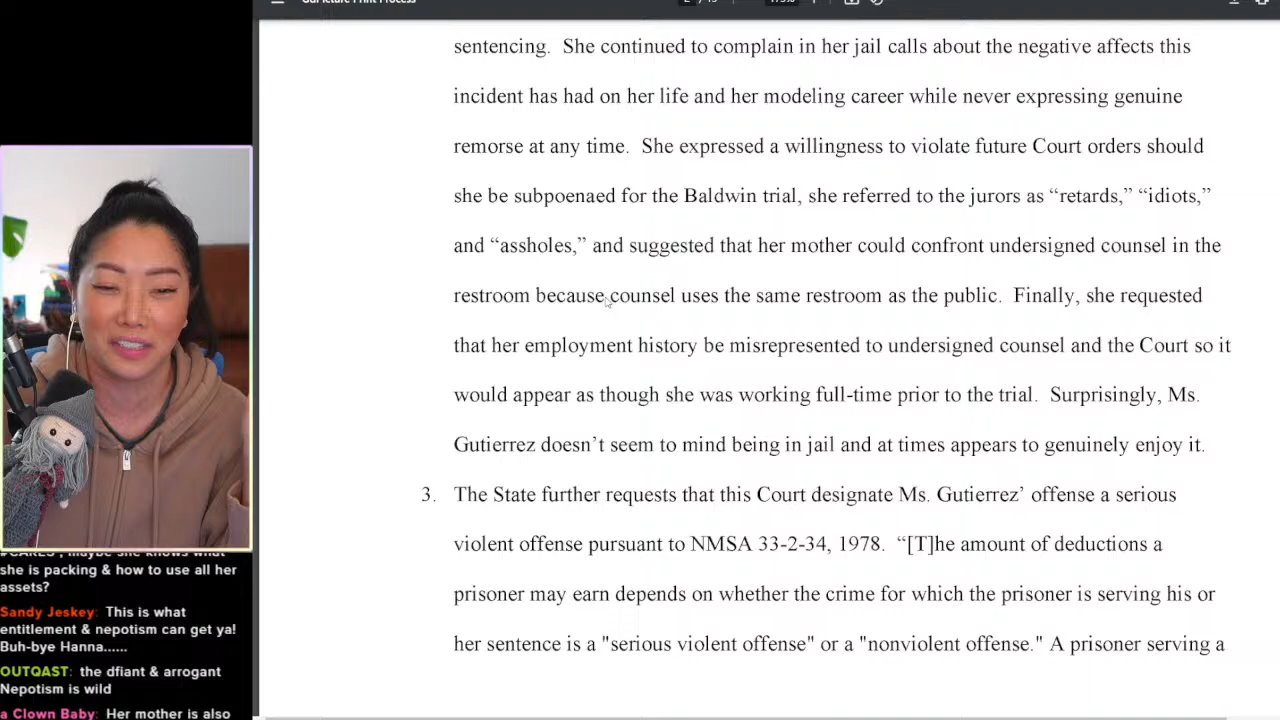 sentencing. She continued to complain in her jail calls about the negative affects this
incident has had on her life and her modeling career while never expressing genuine
remorse at any time. She expressed a willingness to violate future Court orders should
she be subpoenaed for the Baldwin trial, she referred to the jurors as “retards,” “idiots,”
and “assholes,” and suggested that her mother could confront undersigned counsel in the
restroom because counsel uses the same restroom as the public. Finally, she requested
that her employment history be misrepresented to undersigned counsel and the Court so it
would appear as though she was working full-time prior to the trial. Surprisingly, Ms.
Gutierrez doesn’t seem to mind being in jail and at times appears to genuinely enjoy it.
3. The State further requests that this Court designate Ms. Gutierrez’ offense a serious
violent offense pursuant to NMSA 33-2-34, 1978. “[T]he amount of deductions a
prisoner may earn depends on whether the crime for which the prisoner is serving his or
her sentence is a "serious violent offense" or a "nonviolent offense." A prisoner serving a
maybe she knows what
she is packing & how to use all her
assets?
Sandy Jeskey: This is what
entitlement & nepotism can get ya!
Buh-bye Hanna......
OUTQAST: the dfiant & arrogant
Nepotism is wild
a Clown Baby: Her mother is also